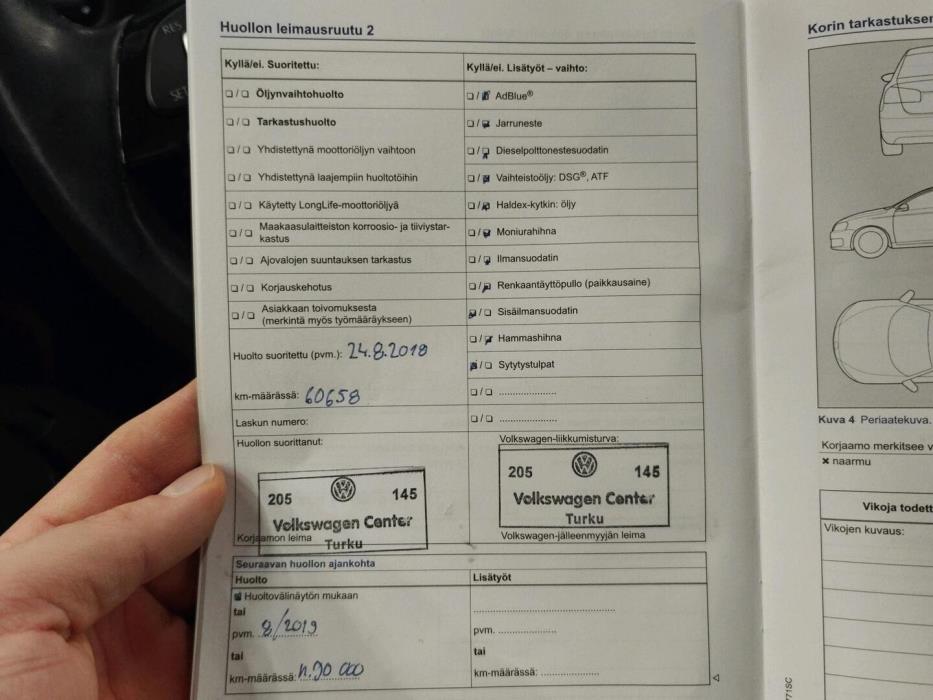 RES
SET
Huollon leimausruutu 2
Kyllä/ei. Suoritettu:
Öljynvaihtohuolto
Tarkastushuolto
Yhdistettynä moottoriöljyn vaihtoon
Yhdistettynä laajempiin huoltotöihin
Käytetty LongLife-moottoriöljyä
Maakaasulaitteiston korroosio- ja tiiviystar-
kastus
Ajovalojen suuntauksen tarkastus
Korjauskehotus
Asiakkaan toivomuksesta
(merkintä myös työmääräykseen)
Huolto suoritettu (pvm.): 24.8.2018
km-määrässä: 60658
Laskun numero:
Huollon suorittanut:
205 145
Volkswagen Center
Turku
Korjaamon leima
Kyllä/ei. Lisätyöt – vaihto:
AdBlue®
Jarruneste
Dieselpolttonestesuodatin
Vaihteistoöljy: DSG®, ATF
Haldex-kytkin: öljy
Moniurahihna
Ilmansuodatin
Renkaantäyttöpullo (paikkausaine)
Sisäilmansuodatin
Hammashihna
Sytytystulpat
Volkswagen-liikkumisturva:
205 145
Volkswagen Center
Turku
Volkswagen-jälleenmyyjän leima
Seuraavan huollon ajankohta
Huolto
Huoltovälinäytön mukaan
tai
pvm. 8/2019
tai
km-määrässä: n.90 000
Lisätyöt
pvm.
tai
km-määrässä:
Korin tarkastuksen
Kuva 4 Periaatekuva.
Korjaamo merkitsee v
× naarmu
Vikoja todett
Vikojen kuvaus:
71SC